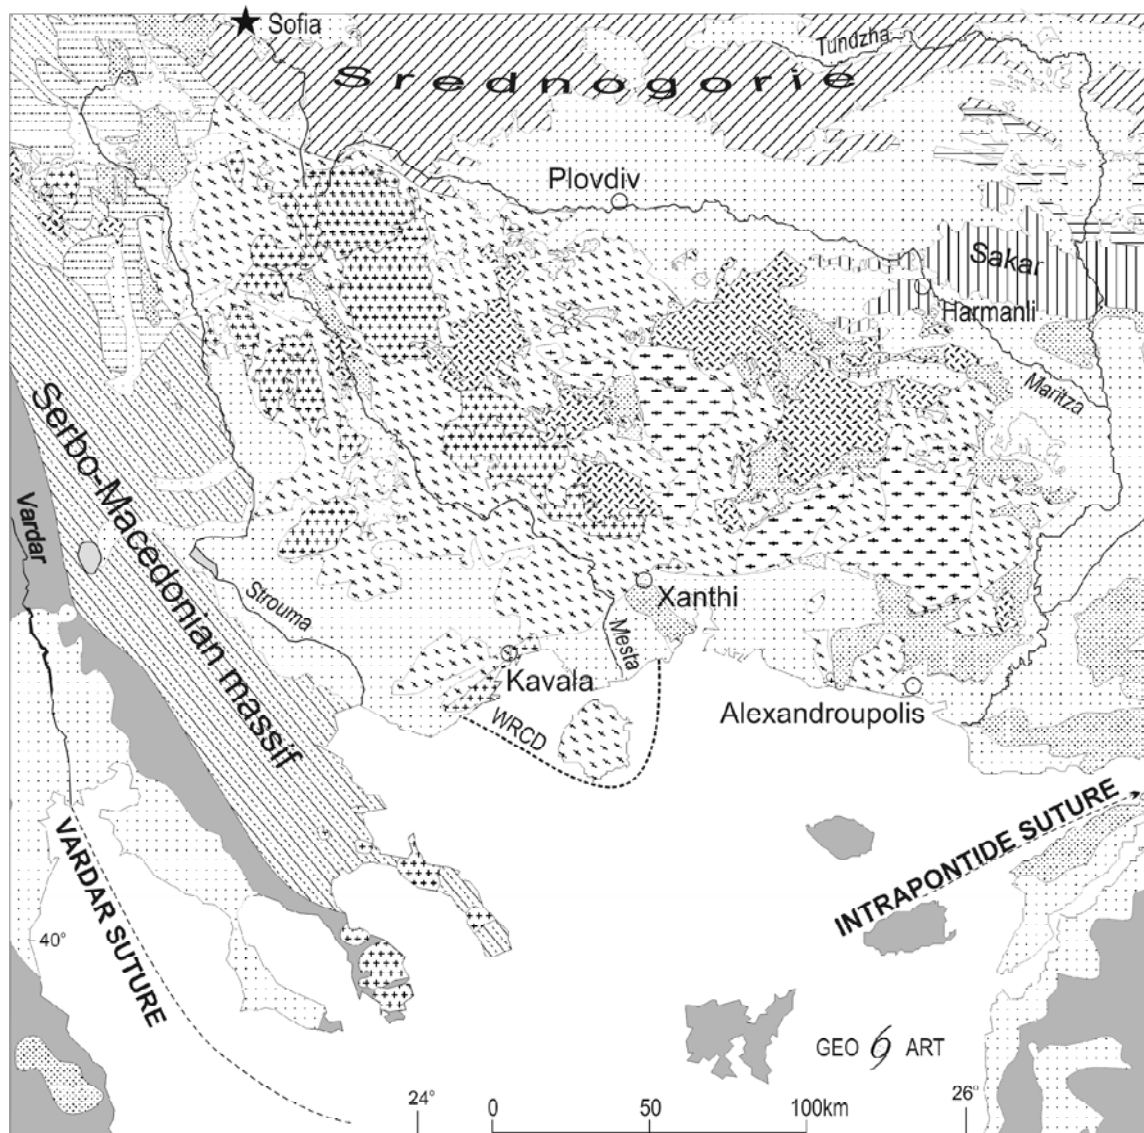 Sofia
Tundzha
Srednogorie
Plovdiv
Sakar
Harmanli
Maritza
Serbo-Macedonian massif
Vardar
Strouma
Xanthi
Mesta
Kavala
WRCD
Alexandroupolis
INTRAPONTIDE SUTURE
VARDAR SUTURE
40°
GEO ART
24°
26°
0 50 100km